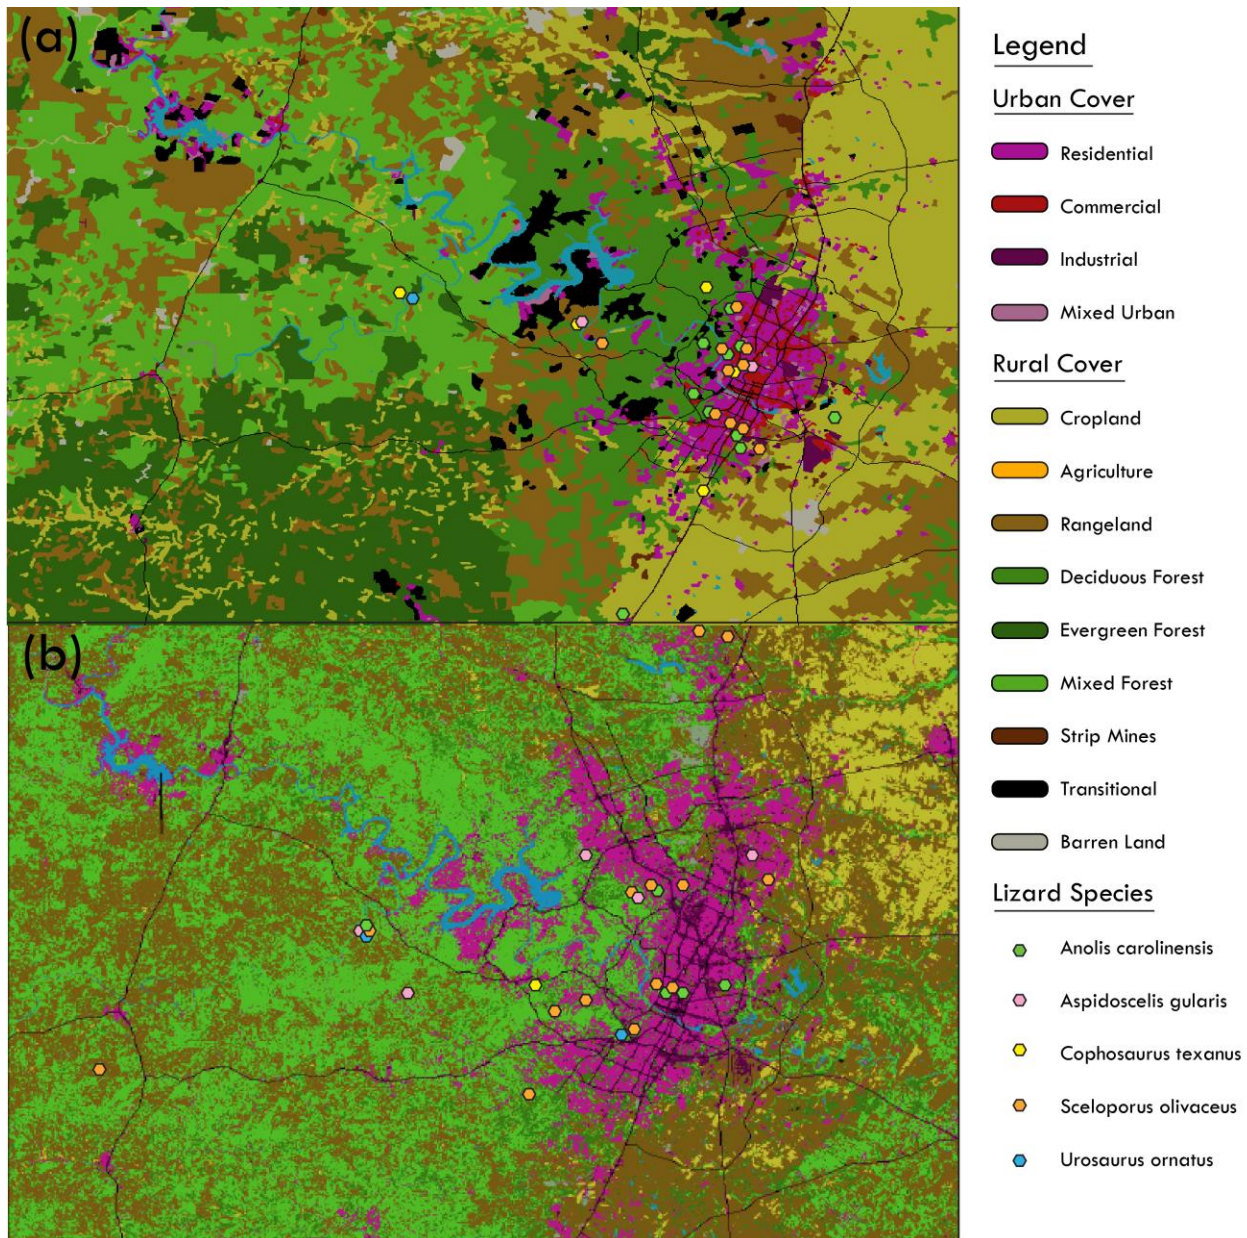 (a)
(b)
Legend
Urban Cover
Residential
Commercial
Industrial
Mixed Urban
Rural Cover
Cropland
Agriculture
Rangeland
Deciduous Forest
Evergreen Forest
Mixed Forest
Strip Mines
Transitional
Barren Land
Lizard Species
Anolis carolinensis
Aspidoscelis gularis
Cophosaurus texanus
Sceloporus olivaceus
Urosaurus ornatus